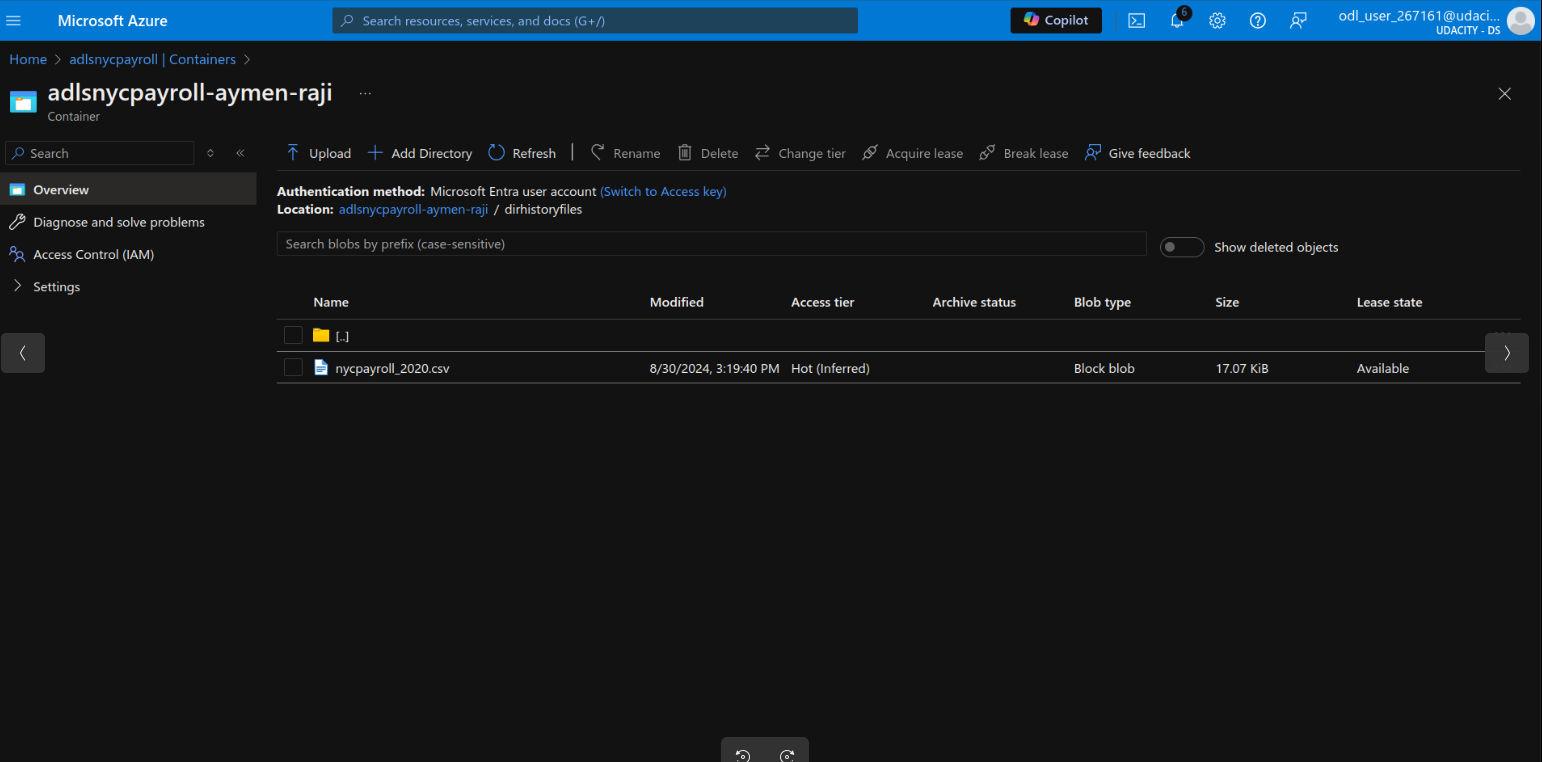 Microsoft Azure
Search resources, services, and docs (G+/)
Copilot
6
odl_user_267161@udaci...
UDACITY - DS
Home > adlsnycpayroll | Containers >
adlsnycpayroll-aymen-raji ...
Container
Search
Upload Add Directory Refresh | Rename Delete Change tier Acquire lease Break lease Give feedback
Overview
Diagnose and solve problems
Access Control (IAM)
Settings
Authentication method: Microsoft Entra user account (Switch to Access key)
Location: adlsnycpayroll-aymen-raji / dirhistoryfiles
Search blobs by prefix (case-sensitive)
Show deleted objects
Name Modified Access tier Archive status Blob type Size Lease state
[..]
nycpayroll_2020.csv 8/30/2024, 3:19:40 PM Hot (Inferred) Block blob 17.07 KiB Available